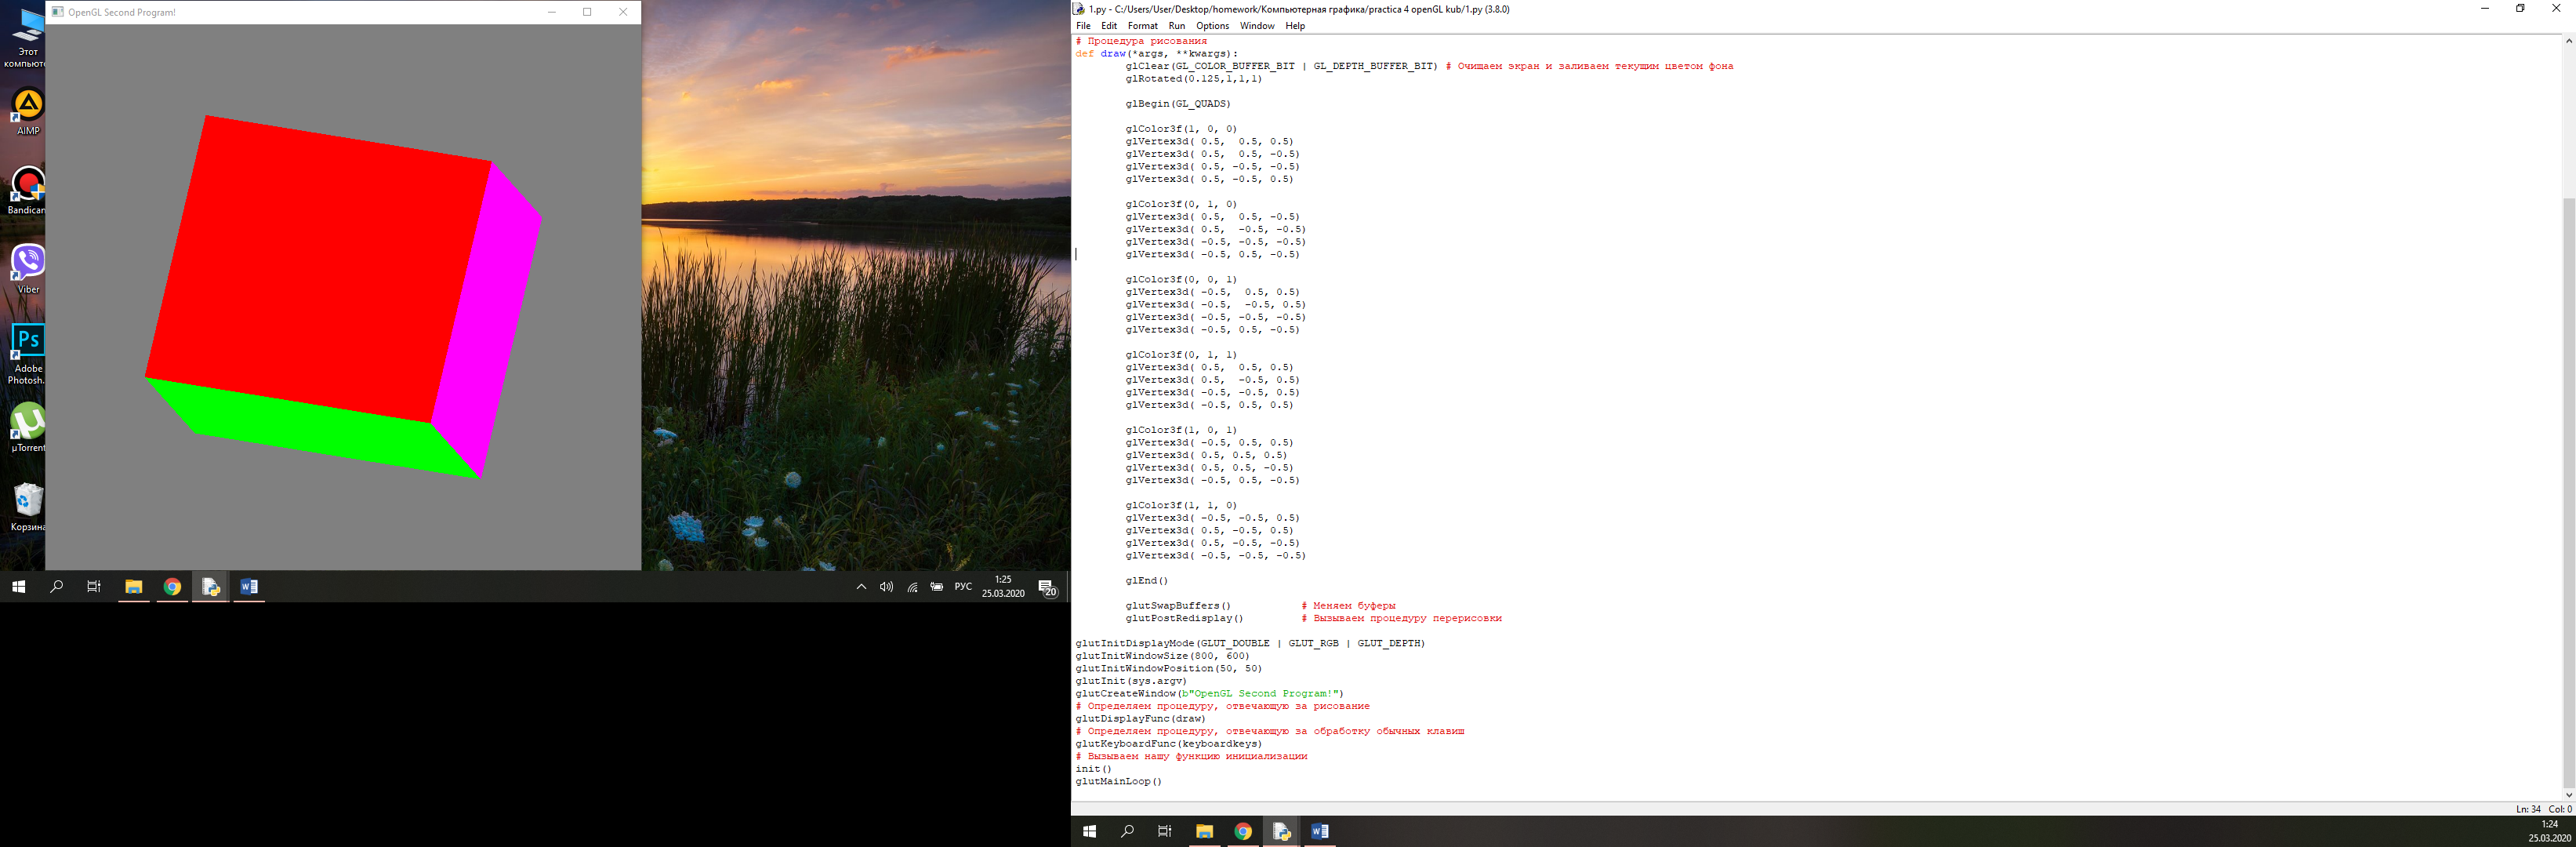 OpenGL Second Program!
Этот
компьюте
AIMP
Bandicam
Viber
Ps
Adobe
Photosh...
µTorrent
Корзина
W
РУС
1:25
25.03.2020
20
1.py - C:/Users/User/Desktop/homework/Компьютерная графика/practica 4 openGL kub/1.py (3.8.0)
File Edit Format Run Options Window Help
# Процедура рисования
def draw(*args, **kwargs):
glClear(GL_COLOR_BUFFER_BIT | GL_DEPTH_BUFFER_BIT) # Очищаем экран и заливаем текущим цветом фона
glRotated(0.125,1,1,1)
glBegin(GL_QUADS)
glColor3f(1, 0, 0)
glVertex3d( 0.5,  0.5, 0.5)
glVertex3d( 0.5,  0.5, -0.5)
glVertex3d( 0.5, -0.5, -0.5)
glVertex3d( 0.5, -0.5, 0.5)
glColor3f(0, 1, 0)
glVertex3d( 0.5,  0.5, -0.5)
glVertex3d( 0.5,  -0.5, -0.5)
glVertex3d( -0.5, -0.5, -0.5)
glVertex3d( -0.5, 0.5, -0.5)
glColor3f(0, 0, 1)
glVertex3d( -0.5,  0.5, 0.5)
glVertex3d( -0.5,  -0.5, 0.5)
glVertex3d( -0.5, -0.5, -0.5)
glVertex3d( -0.5, 0.5, -0.5)
glColor3f(0, 1, 1)
glVertex3d( 0.5,  0.5, 0.5)
glVertex3d( 0.5,  -0.5, 0.5)
glVertex3d( -0.5, -0.5, 0.5)
glVertex3d( -0.5, 0.5, 0.5)
glColor3f(1, 0, 1)
glVertex3d( -0.5, 0.5, 0.5)
glVertex3d( 0.5, 0.5, 0.5)
glVertex3d( 0.5, 0.5, -0.5)
glVertex3d( -0.5, 0.5, -0.5)
glColor3f(1, 1, 0)
glVertex3d( -0.5, -0.5, 0.5)
glVertex3d( 0.5, -0.5, 0.5)
glVertex3d( 0.5, -0.5, -0.5)
glVertex3d( -0.5, -0.5, -0.5)
glEnd()
glutSwapBuffers() # Меняем буферы
glutPostRedisplay() # Вызываем процедуру перерисовки
glutInitDisplayMode(GLUT_DOUBLE | GLUT_RGB | GLUT_DEPTH)
glutInitWindowSize(800, 600)
glutInitWindowPosition(50, 50)
glutInit(sys.argv)
glutCreateWindow(b"OpenGL Second Program!")
# Определяем процедуру, отвечающую за рисование
glutDisplayFunc(draw)
# Определяем процедуру, отвечающую за обработку обычных клавиш
glutKeyboardFunc(keyboardkeys)
# Вызываем нашу функцию инициализации
init()
glutMainLoop()
Ln: 34 Col: 0
W
1:24
25.03.2020